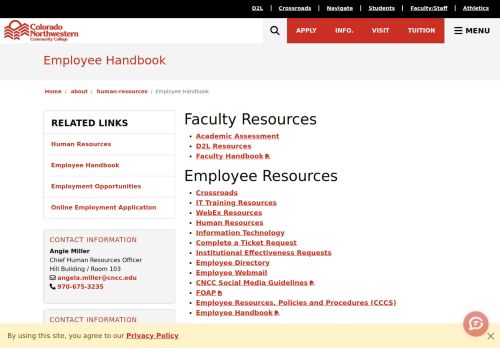 D2L | Crossroads | Navigate | Students | Faculty/Staff | Athletics
Colorado
Northwestern
Community College
APPLY INFO. VISIT TUITION MENU
Employee Handbook
Home / about / human-resources / Employee Handbook
RELATED LINKS
Human Resources
Employee Handbook
Employment Opportunities
Online Employment Application
CONTACT INFORMATION
Angie Miller
Chief Human Resources Officer
Hill Building / Room 103
angela.miller@cncc.edu
970-675-3235
CONTACT INFORMATION
Faculty Resources
Academic Assessment
D2L Resources
Faculty Handbook
Employee Resources
Crossroads
IT Training Resources
WebEx Resources
Human Resources
Information Technology
Complete a Ticket Request
Institutional Effectiveness Requests
Employee Directory
Employee Webmail
CNCC Social Media Guidelines
FOAP
Employee Resources, Policies and Procedures (CCCS)
Employee Handbook
By using this site, you agree to our Privacy Policy